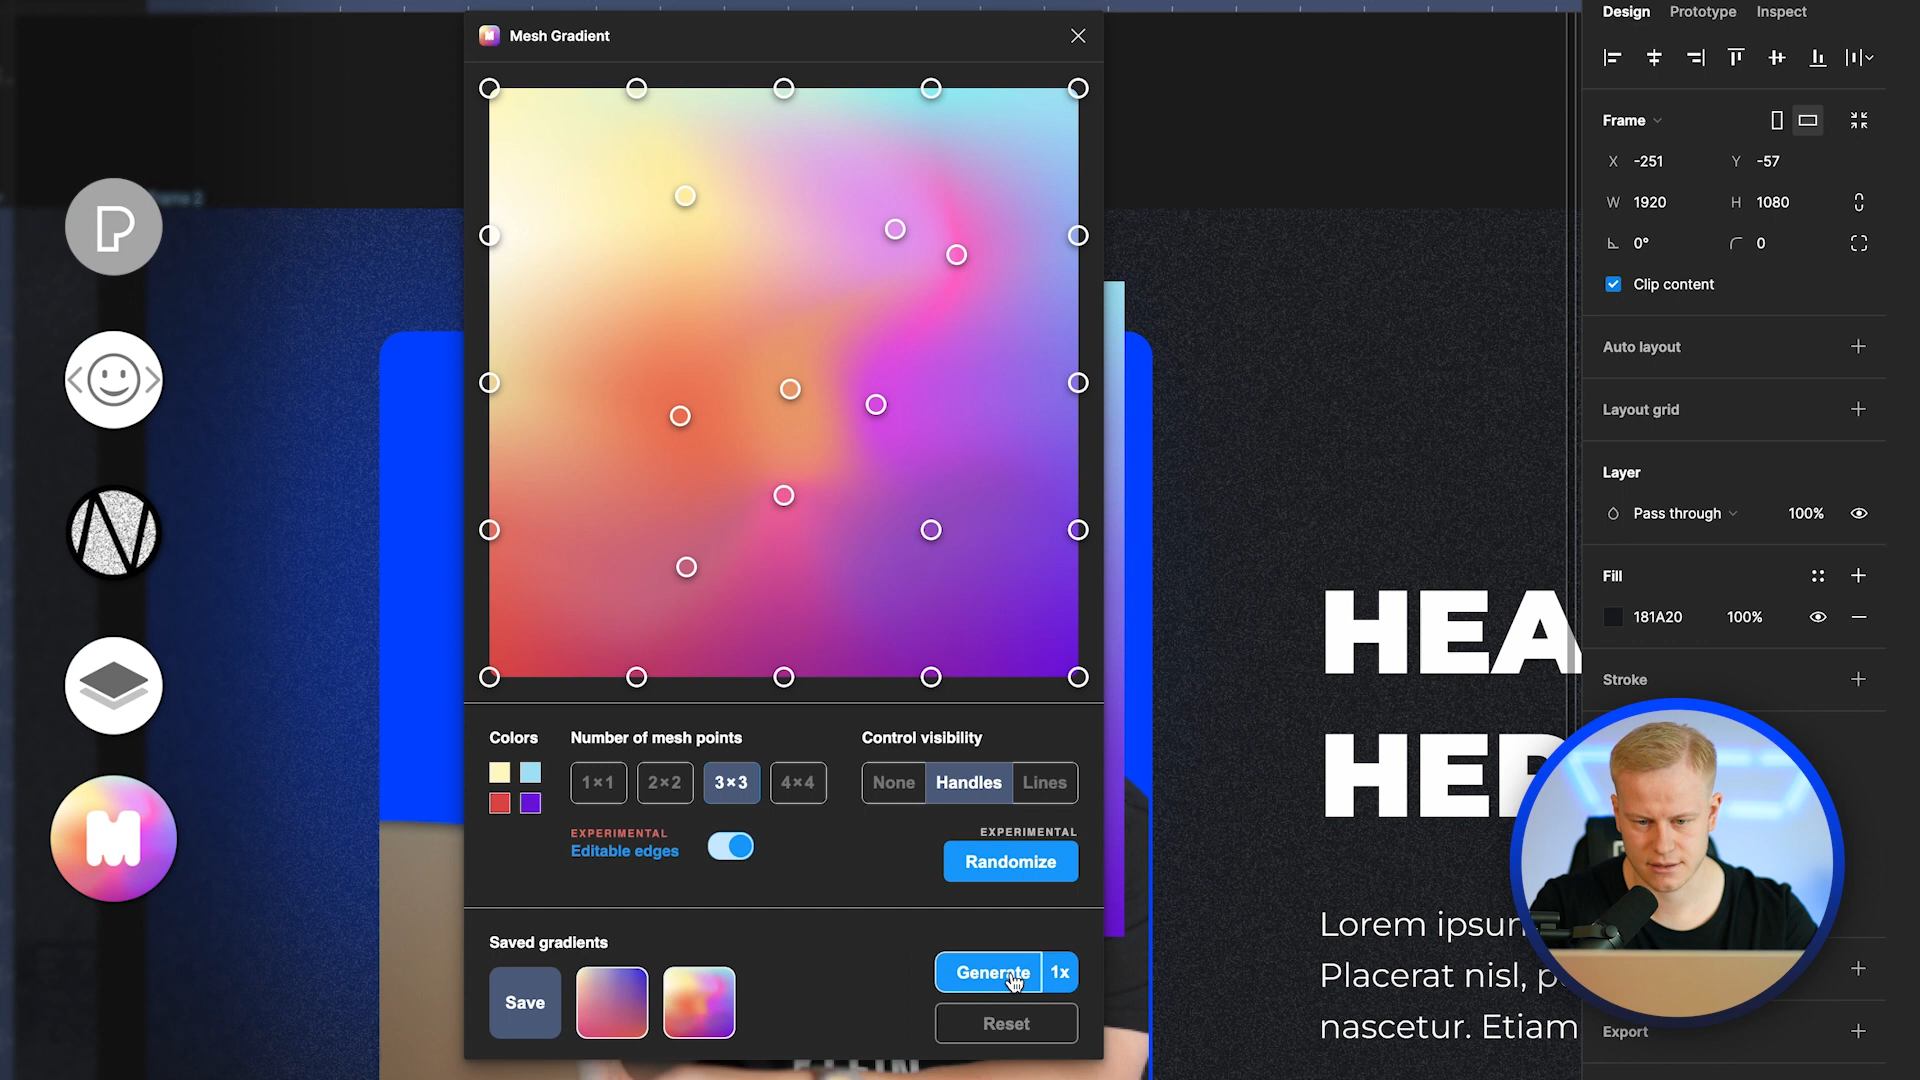 Mesh Gradient
Colors
Number of mesh points
Control visibility
1×1 2×2 3×3 4×4
None Handles Lines
EXPERIMENTAL
Editable edges
EXPERIMENTAL
Randomize
Saved gradients
Save
Generate 1x
Reset
HEA
HER
Lorem ipsum
Placerat nisl, p
nascetur. Etiam
Design Prototype Inspect
Frame
X -251 Y -57
W 1920 H 1080
0° 0
Clip content
Auto layout
Layout grid
Layer
Pass through 100%
Fill
181A20 100%
Stroke
Export